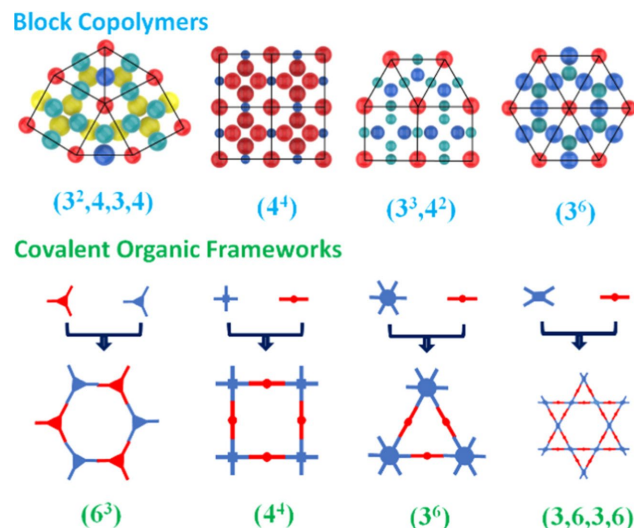 Block Copolymers
(3²,4,3,4) (4⁴) (3³,4²) (3⁶)
Covalent Organic Frameworks
(6³) (4⁴) (3⁶) (3,6,3,6)